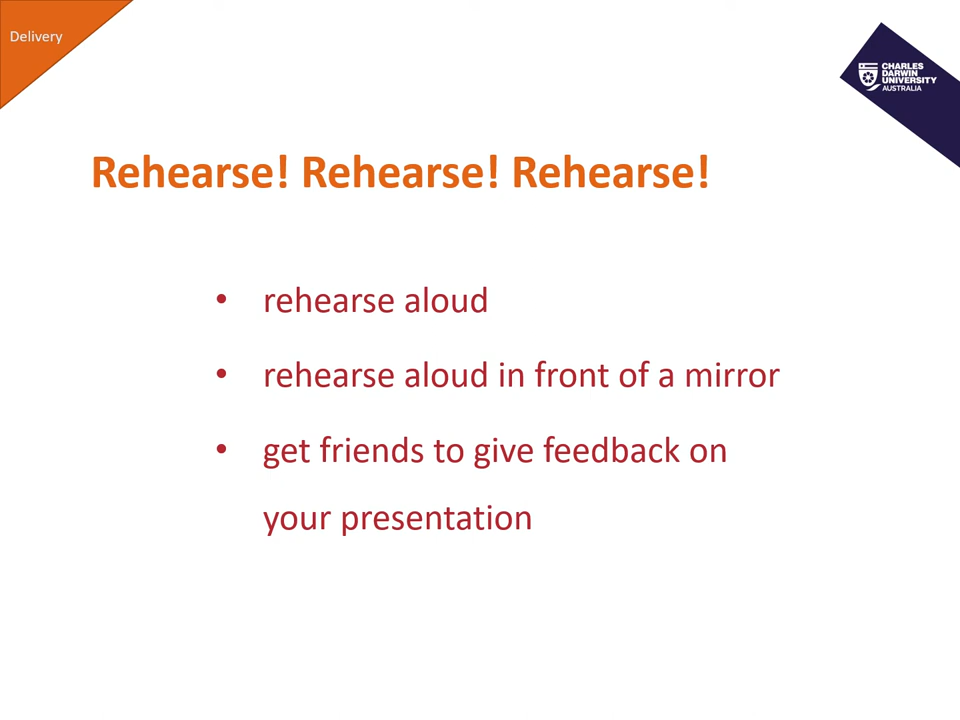 Delivery
CHARLES
DARWIN
UNIVERSITY
AUSTRALIA
Rehearse! Rehearse! Rehearse!
• rehearse aloud
• rehearse aloud in front of a mirror
• get friends to give feedback on
your presentation